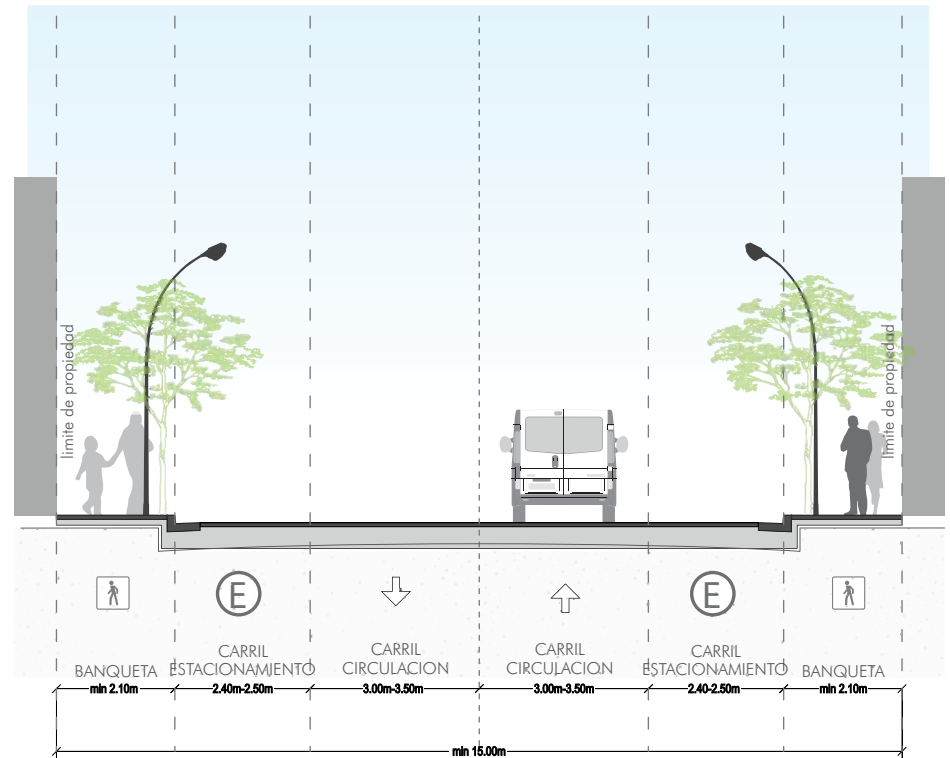 limite de propiedad
limite de propiedad
E
E
BANQUETA
CARRIL
ESTACIONAMIENTO
CARRIL
CIRCULACION
CARRIL
CIRCULACION
CARRIL
ESTACIONAMIENTO
BANQUETA
min 2.10m
2.40m-2.50m
3.00m-3.50m
3.00m-3.50m
2.40-2.50m
min 2.10m
min 15.00m